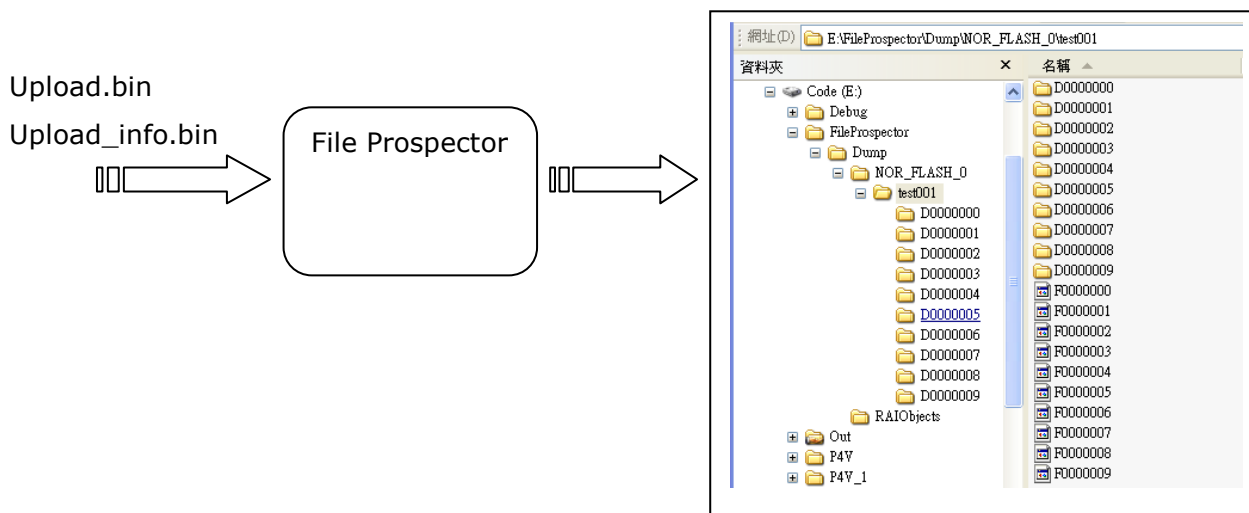 Upload.bin
Upload_info.bin
File Prospector
網址(D) E:\FileProspector\Dump\NOR_FLASH_0\test001
資料夾 ×
Code (E:)
Debug
FileProspector
Dump
NOR_FLASH_0
test001
D0000000
D0000001
D0000002
D0000003
D0000004
D0000005
D0000006
D0000007
D0000008
D0000009
RAIObjects
Out
P4V
P4V_1
名稱
D0000000
D0000001
D0000002
D0000003
D0000004
D0000005
D0000006
D0000007
D0000008
D0000009
F0000000
F0000001
F0000002
F0000003
F0000004
F0000005
F0000006
F0000007
F0000008
F0000009